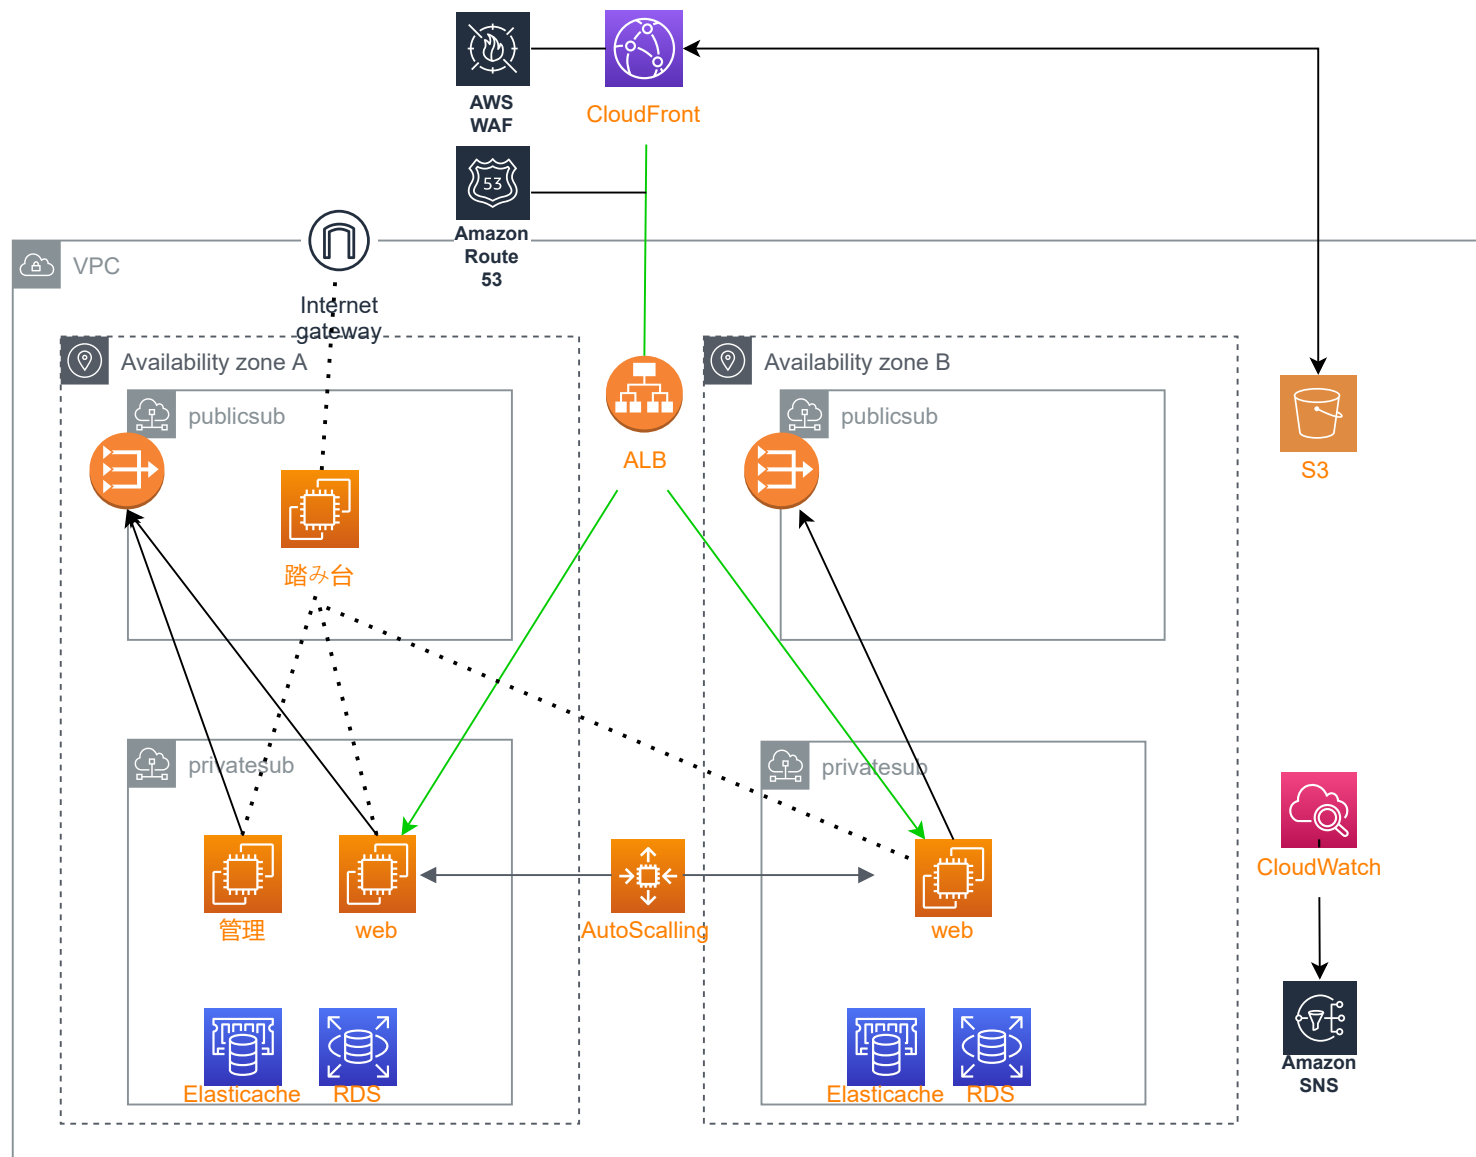 AWS
WAF
CloudFront
53
Amazon
Route
53
VPC
Internet
gateway
Availability zone A
Availability zone B
publicsub
publicsub
ALB
S3
踏み台
privatesub
privatesub
管理
web
AutoScalling
web
CloudWatch
Elasticache
RDS
Elasticache
RDS
Amazon
SNS